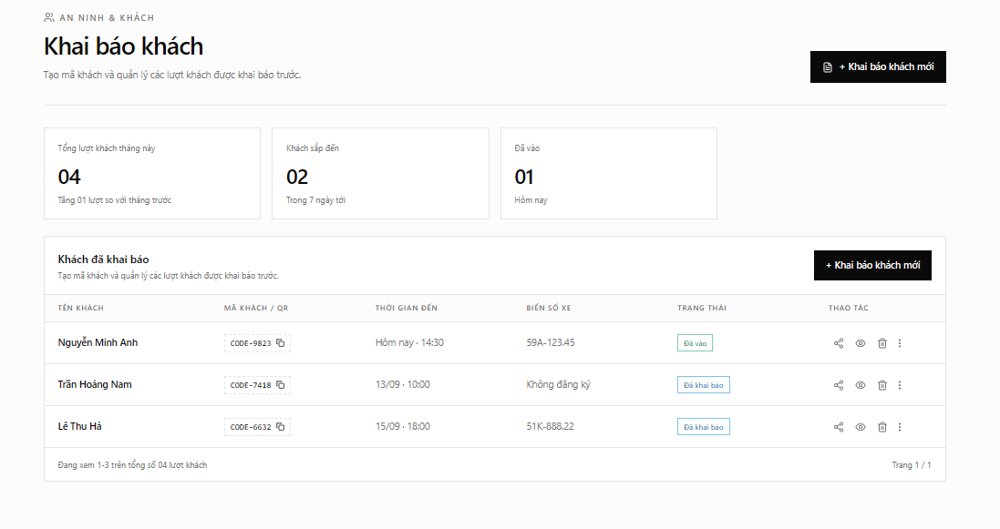 AN NINH & KHÁCH
Khai báo khách
Tạo mã khách và quản lý các lượt khách được khai báo trước.
+ Khai báo khách mới
Tổng lượt khách tháng này
04
Tăng 01 lượt so với tháng trước
Khách sắp đến
02
Trong 7 ngày tới
Đã vào
01
Hôm nay
Khách đã khai báo
Tạo mã khách và quản lý các lượt khách được khai báo trước.
+ Khai báo khách mới
TÊN KHÁCH MÃ KHÁCH / QR THỜI GIAN ĐẾN BIỂN SỐ XE TRẠNG THÁI THAO TÁC
Nguyễn Minh Anh CODE-9823 Hôm nay · 14:30 59A-123.45 Đã vào
Trần Hoàng Nam CODE-7418 13/09 · 10:00 Không đăng ký Đã khai báo
Lê Thu Hà CODE-6632 15/09 · 18:00 51K-888.22 Đã khai báo
Đang xem 1-3 trên tổng số 04 lượt khách Trang 1 / 1